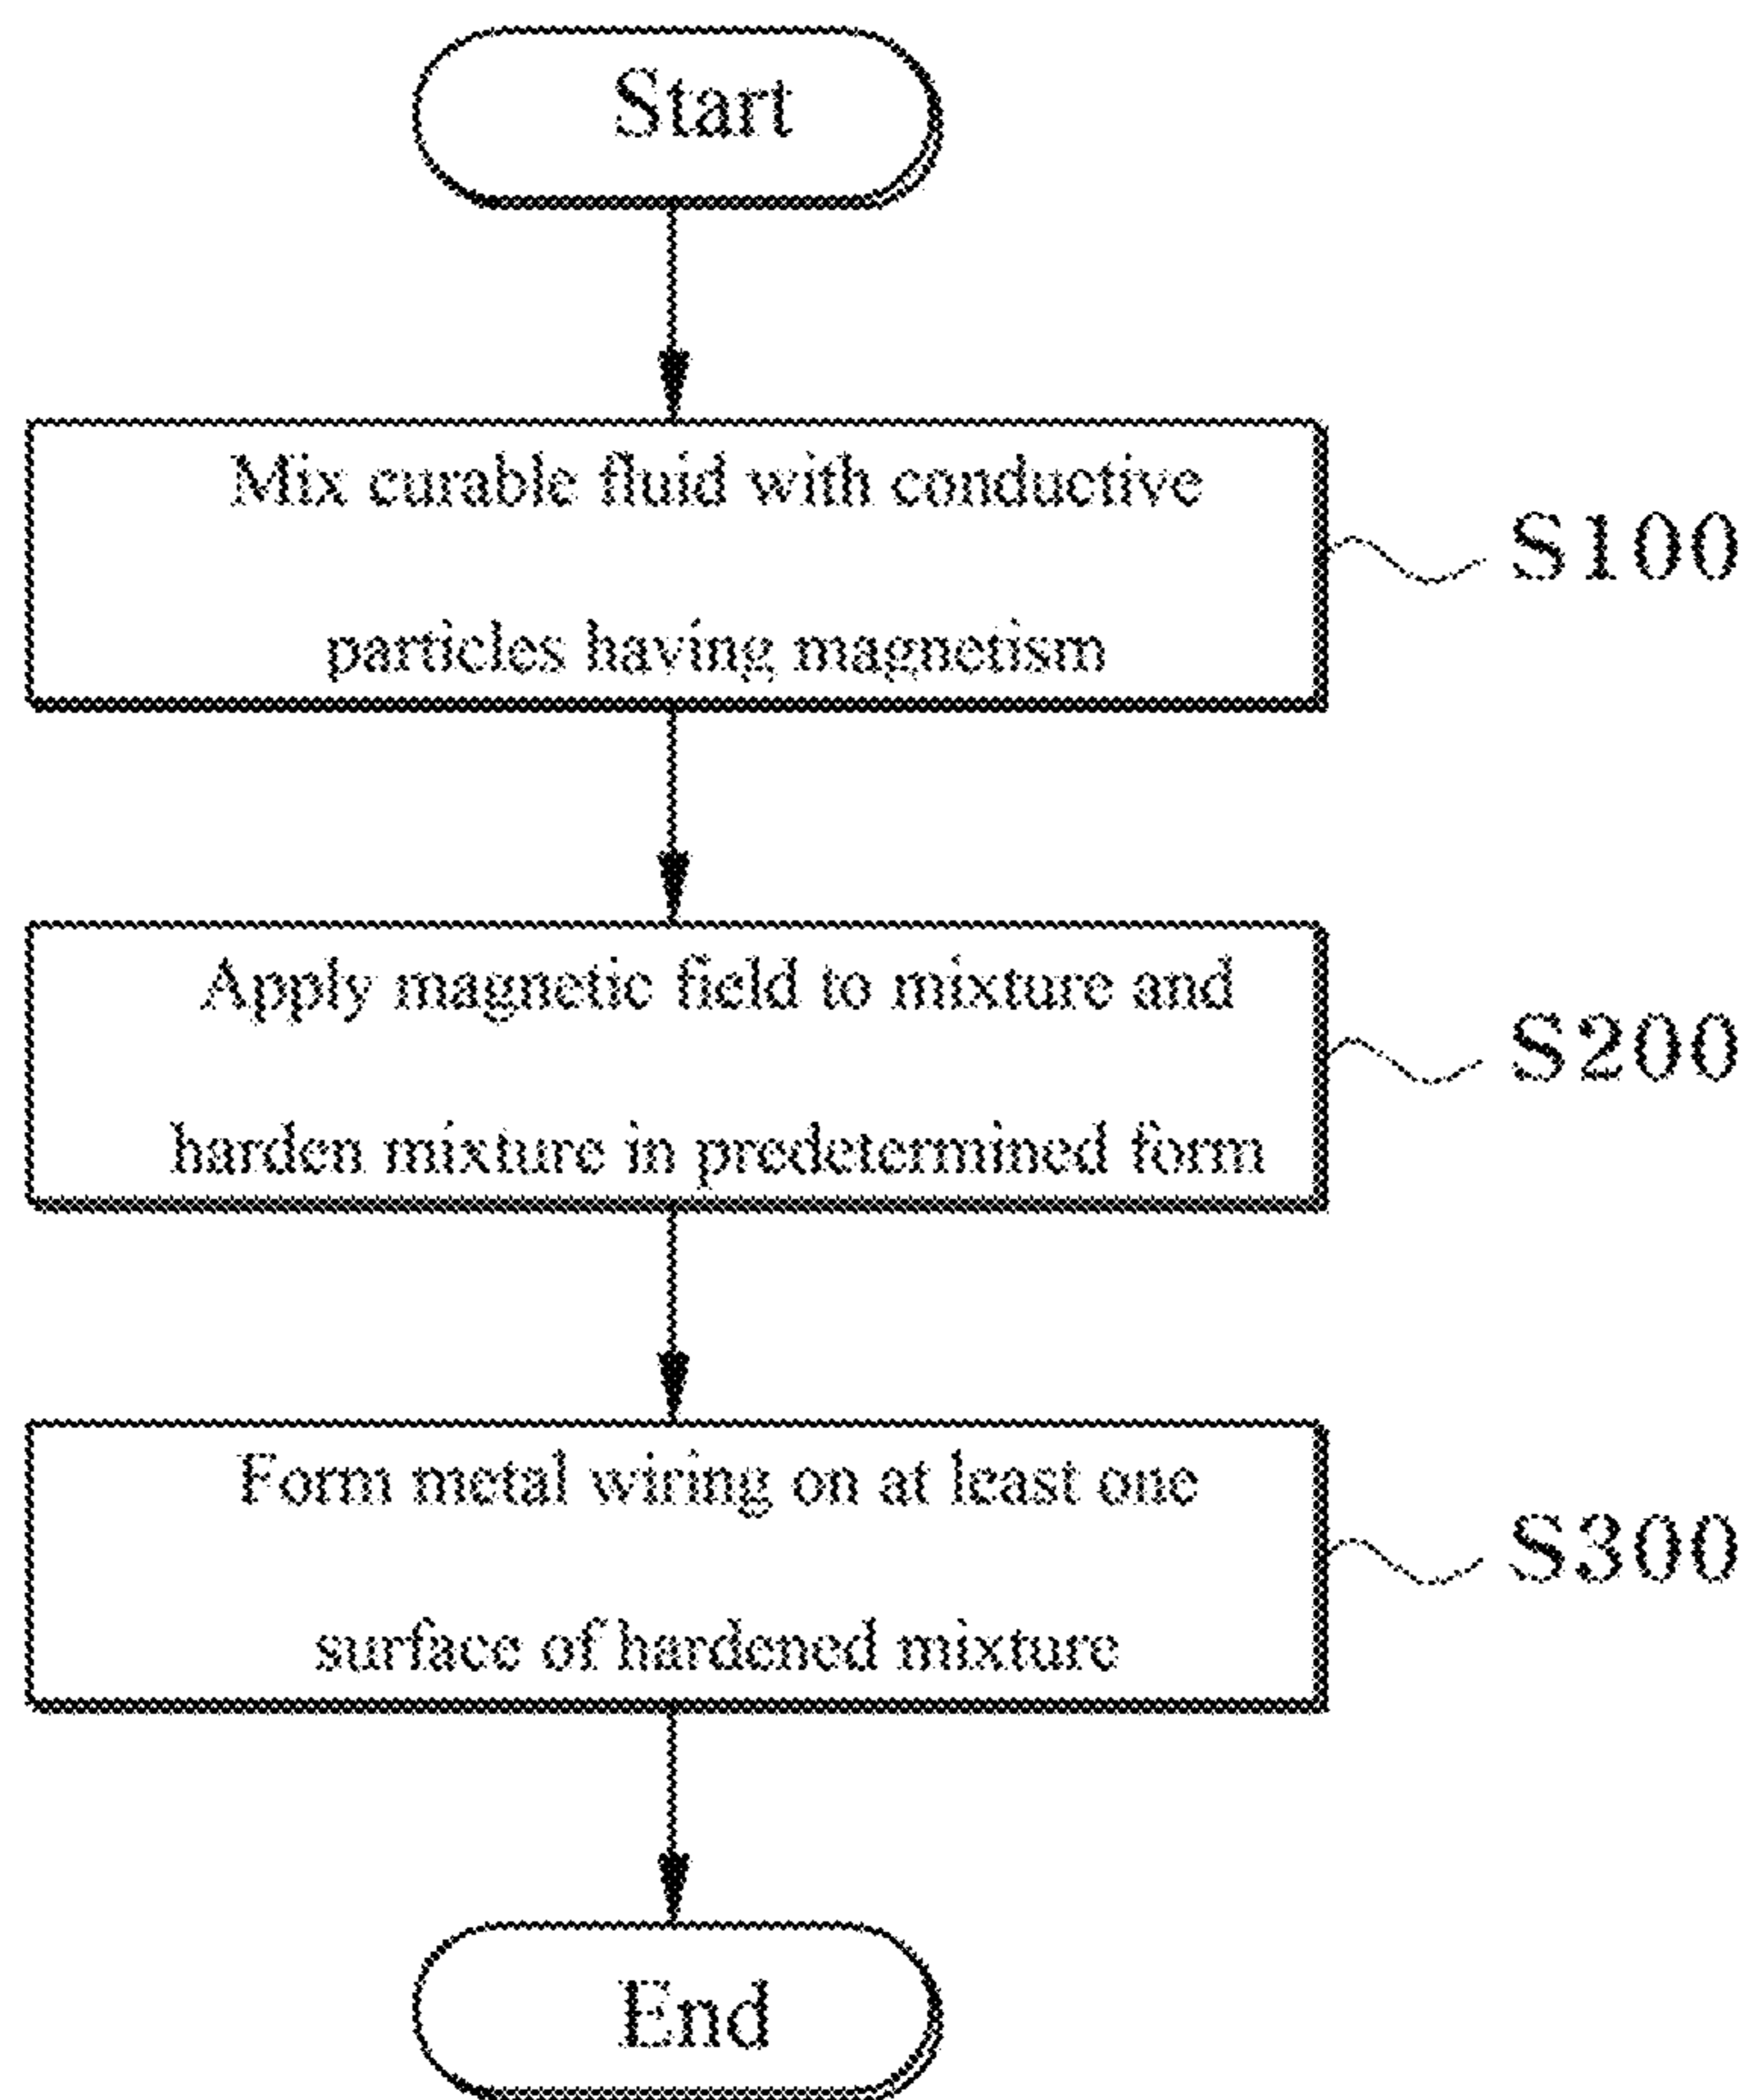 Start
Mix curable fluid with conductive
particles having magnetism
S100
Apply magnetic field to mixture and
harden mixture in predetermined form
S200
Form metal wiring on at least one
surface of hardened mixture
S300
End